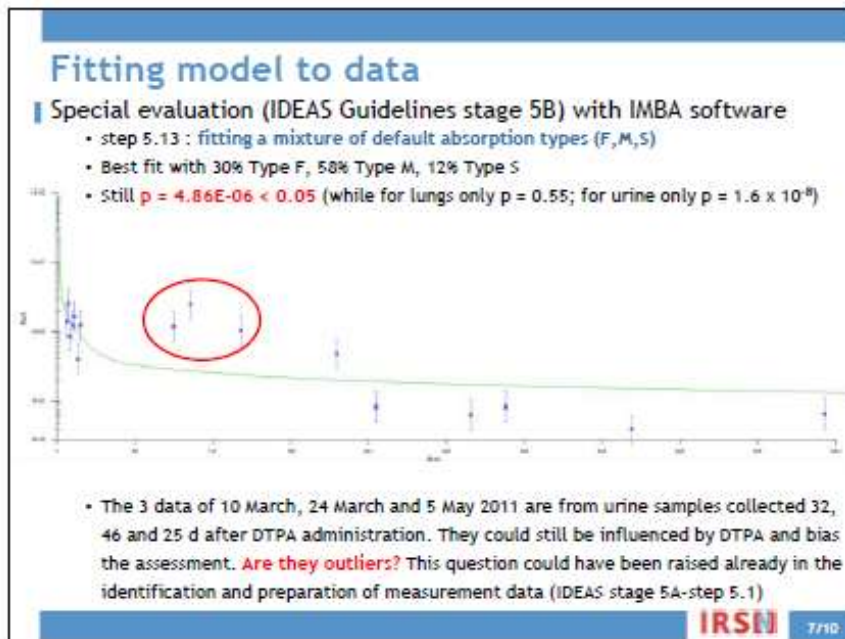 Fitting model to data
Special evaluation (IDEAS Guidelines stage 5B) with IMBA software
• step 5.13 : fitting a mixture of default absorption types (F,M,S)
• Best fit with 30% Type F, 58% Type M, 12% Type S
• Still p = 4.86E-06 < 0.05 (while for lungs only p = 0.55; for urine only p = 1.6 x 10⁻⁸)
• The 3 data of 10 March, 24 March and 5 May 2011 are from urine samples collected 32,
46 and 25 d after DTPA administration. They could still be influenced by DTPA and bias
the assessment. Are they outliers? This question could have been raised already in the
identification and preparation of measurement data (IDEAS stage 5A-step 5.1)
IRSN 7/10